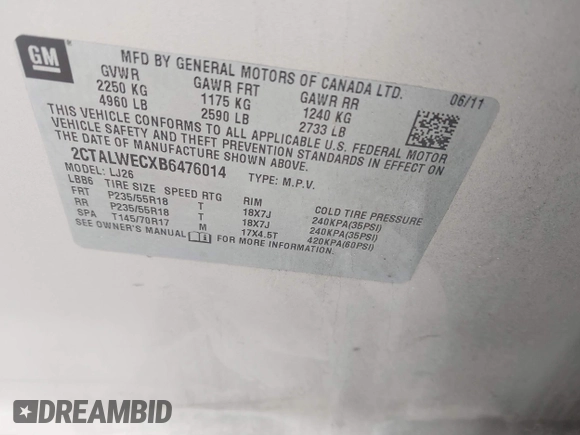 GM
MFD BY GENERAL MOTORS OF CANADA LTD.
06/11
GVWR GAWR FRT GAWR RR
2250 KG 1175 KG 1240 KG
4960 LB 2590 LB 2733 LB
THIS VEHICLE CONFORMS TO ALL APPLICABLE U.S. FEDERAL MOTOR
VEHICLE SAFETY AND THEFT PREVENTION STANDARDS IN EFFECT ON
THE DATE OF MANUFACTURE SHOWN ABOVE.
2CTALWECXB6476014 TYPE: M.P.V.
MODEL: LJ26
LBB6 TIRE SIZE SPEED RTG RIM COLD TIRE PRESSURE
FRT P235/55R18 T 18X7J 240KPA(35PSI)
RR P235/55R18 T 18X7J 240KPA(35PSI)
SPA T145/70R17 M 17X4.5T 420KPA(60PSI)
SEE OWNER'S MANUAL FOR MORE INFORMATION.
DREAMBID